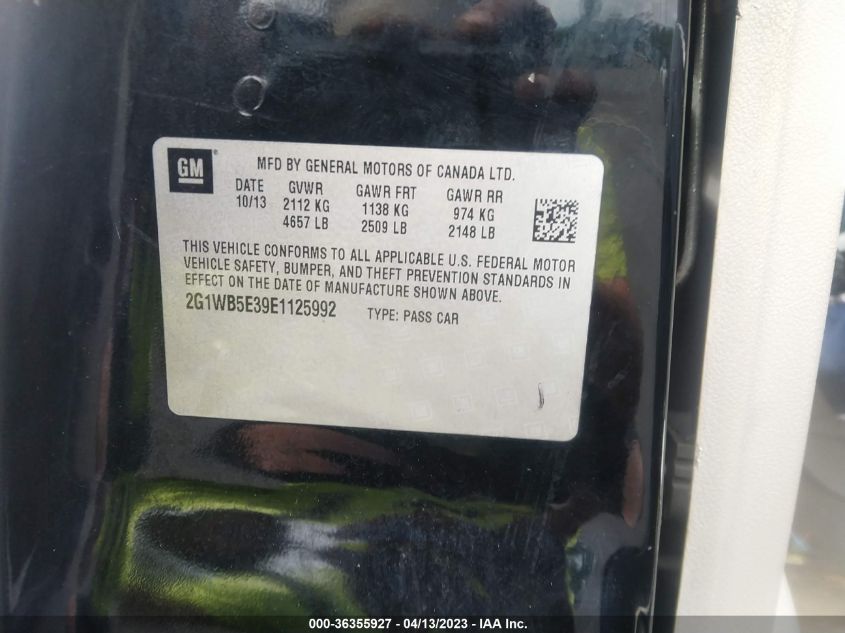 GM
MFD BY GENERAL MOTORS OF CANADA LTD.
DATE GVWR GAWR FRT GAWR RR
10/13 2112 KG 1138 KG 974 KG
4657 LB 2509 LB 2148 LB
THIS VEHICLE CONFORMS TO ALL APPLICABLE U.S. FEDERAL MOTOR
VEHICLE SAFETY, BUMPER, AND THEFT PREVENTION STANDARDS IN
EFFECT ON THE DATE OF MANUFACTURE SHOWN ABOVE.
2G1WB5E39E1125992 TYPE: PASS CAR
000-36355927 - 04/13/2023 - IAA Inc.